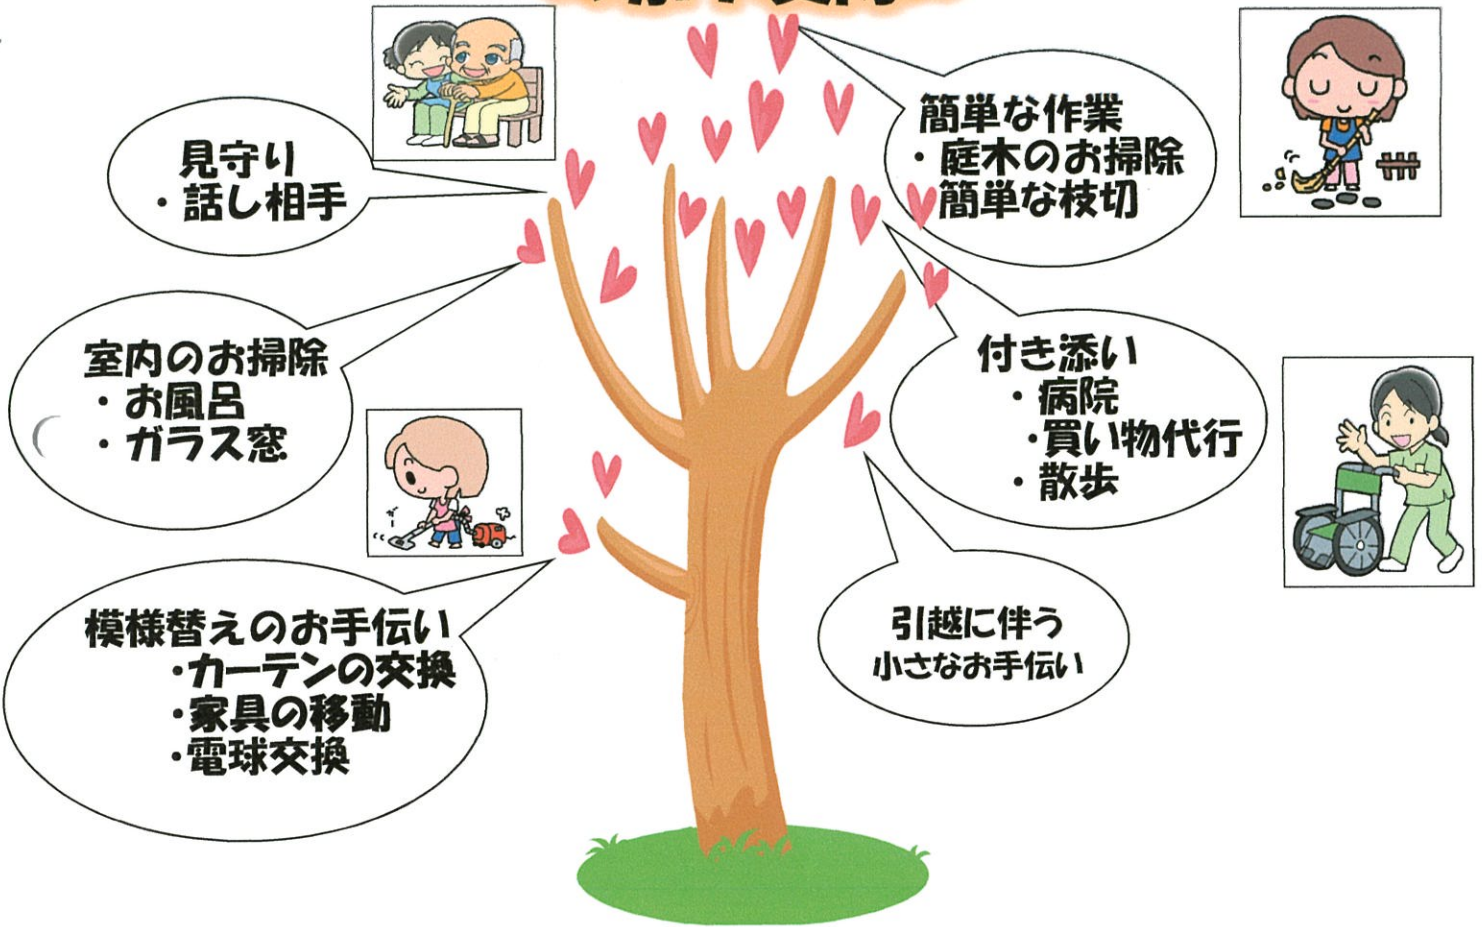 見守り
・話し相手
簡単な作業
・庭木のお掃除
簡単な枝切
室内のお掃除
・お風呂
・ガラス窓
付き添い
・病院
・買い物代行
・散歩
模様替えのお手伝い
・カーテンの交換
・家具の移動
・電球交換
引越に伴う
小さなお手伝い